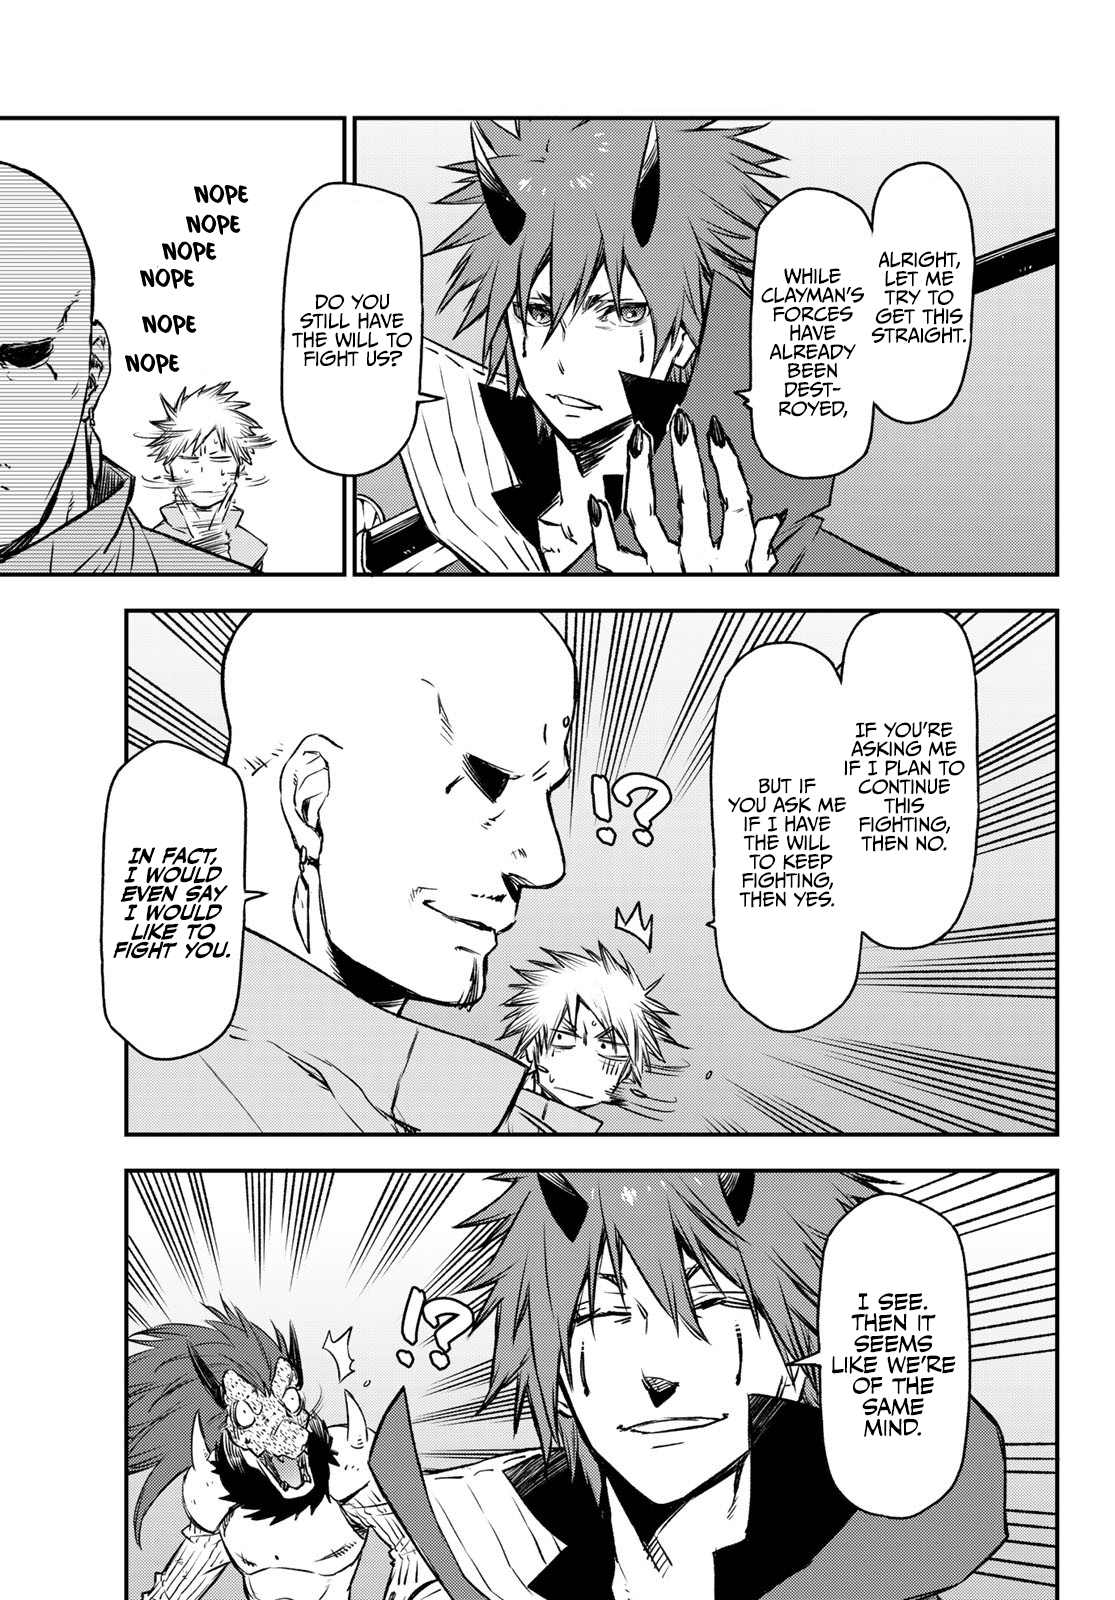 ALRIGHT,
LET ME
TRY TO
GET THIS
STRAIGHT.
WHILE
CLAYMAN'S
FORCES
HAVE
ALREADY
BEEN
DEST-
ROYED,
DO YOU
STILL HAVE
THE WILL TO
FIGHT US?
NOPE
NOPE
NOPE
NOPE
NOPE
NOPE
IF YOU'RE
ASKING ME
IF I PLAN TO
CONTINUE
THIS
FIGHTING,
THEN NO.
BUT IF
YOU ASK ME
IF I HAVE
THE WILL
TO KEEP
FIGHTING,
THEN YES.
!?
IN FACT,
I WOULD
EVEN SAY
I WOULD
LIKE TO
FIGHT YOU.
I SEE.
THEN IT
SEEMS
LIKE WE'RE
OF THE
SAME
MIND.
!?